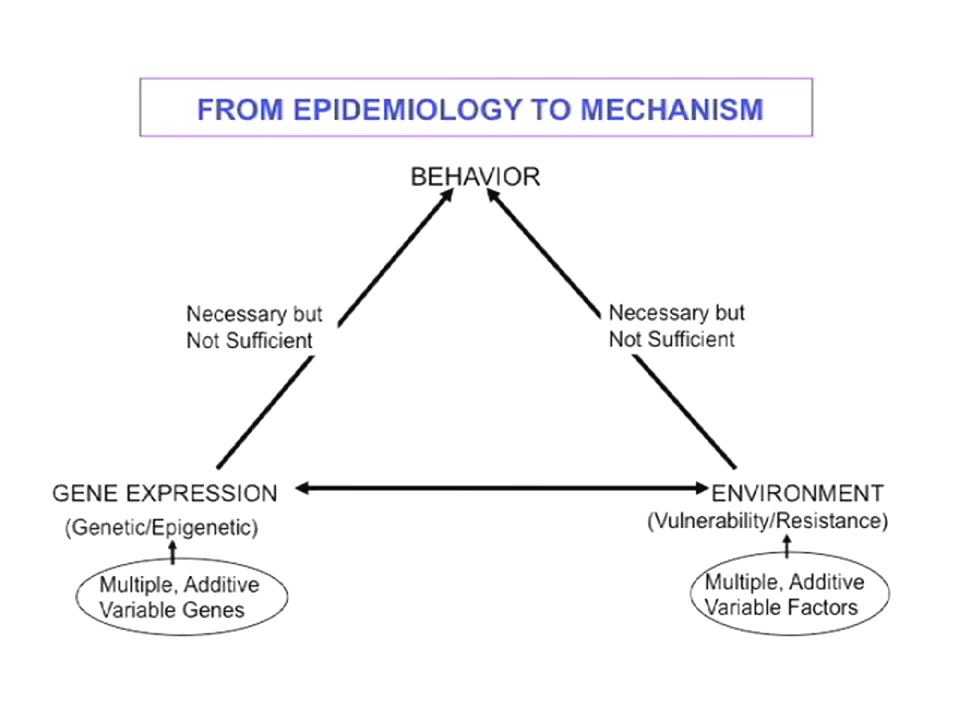 FROM EPIDEMIOLOGY TO MECHANISM
BEHAVIOR
Necessary but
Not Sufficient
Necessary but
Not Sufficient
GENE EXPRESSION
(Genetic/Epigenetic)
ENVIRONMENT
(Vulnerability/Resistance)
Multiple, Additive
Variable Genes
Multiple, Additive
Variable Factors